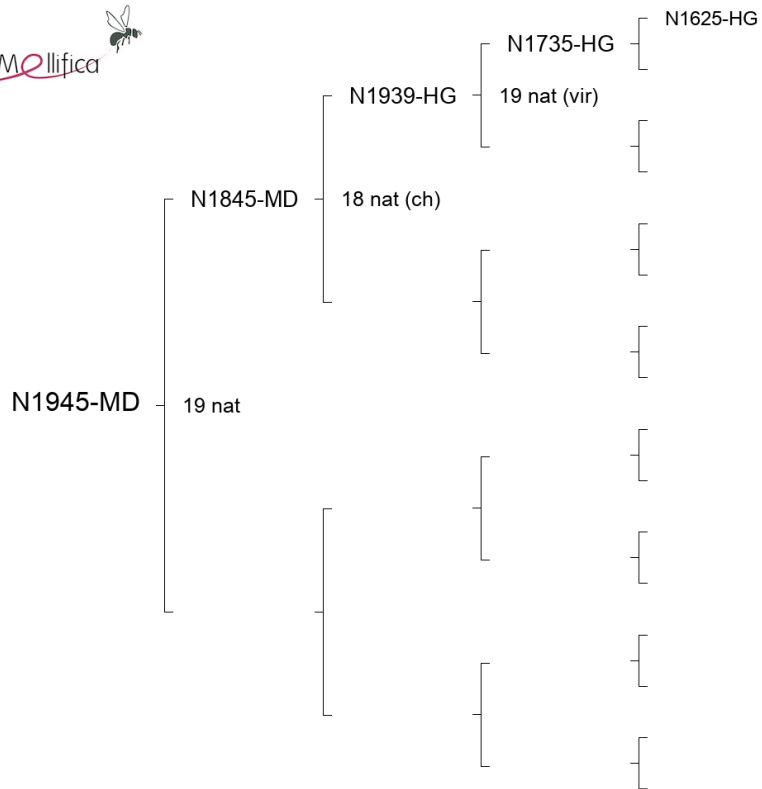 Mellifica
N1625-HG
N1735-HG
N1939-HG
19 nat (vir)
N1845-MD
18 nat (ch)
N1945-MD
19 nat